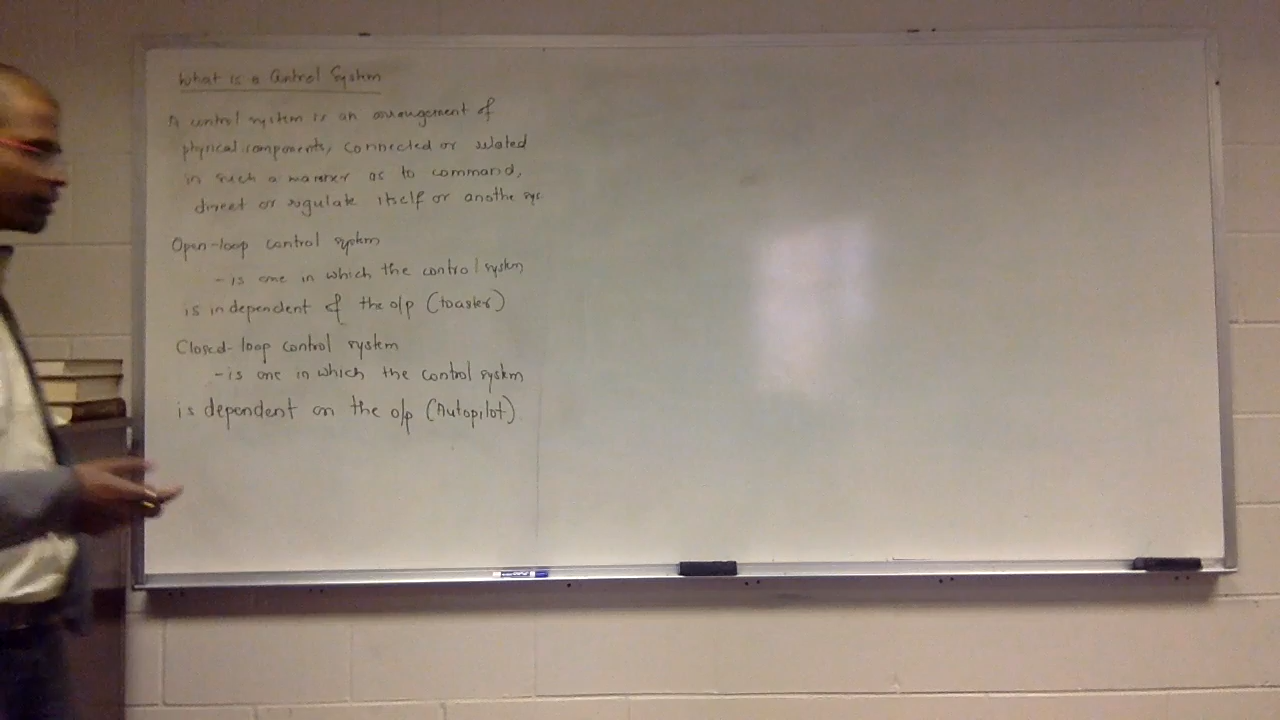 What is a Control System
A control system is an arrangement of
physical components, connected or related
in such a manner as to command,
direct or regulate itself or anothe sys
Open-loop control system
- is one in which the control system
is independent of the o/p (toaster)
Closed-loop control system
- is one in which the control system
is dependent on the o/p (Autopilot)